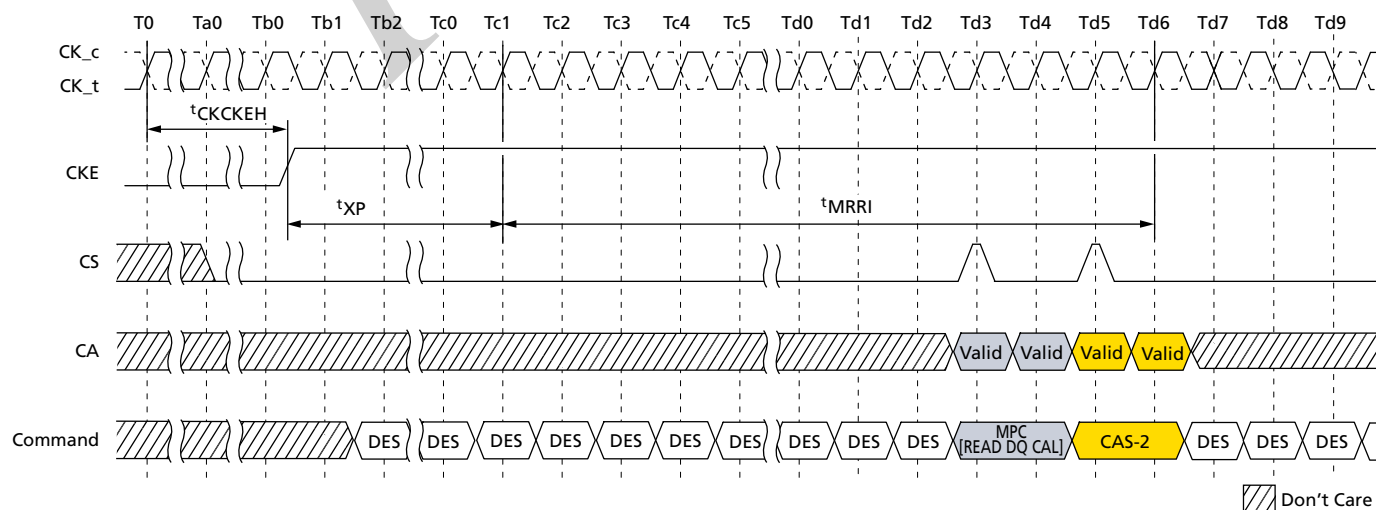 T0 Ta0 Tb0 Tb1 Tb2 Tc0 Tc1 Tc2 Tc3 Tc4 Tc5 Td0 Td1 Td2 Td3 Td4 Td5 Td6 Td7 Td8 Td9
CK_c
CK_t
tCKCKEH
CKE
tXP tMRRI
CS
CA Valid Valid Valid Valid
Command DES DES DES DES DES DES DES DES DES DES MPC [READ DQ CAL] CAS-2 DES DES DES
Don't Care